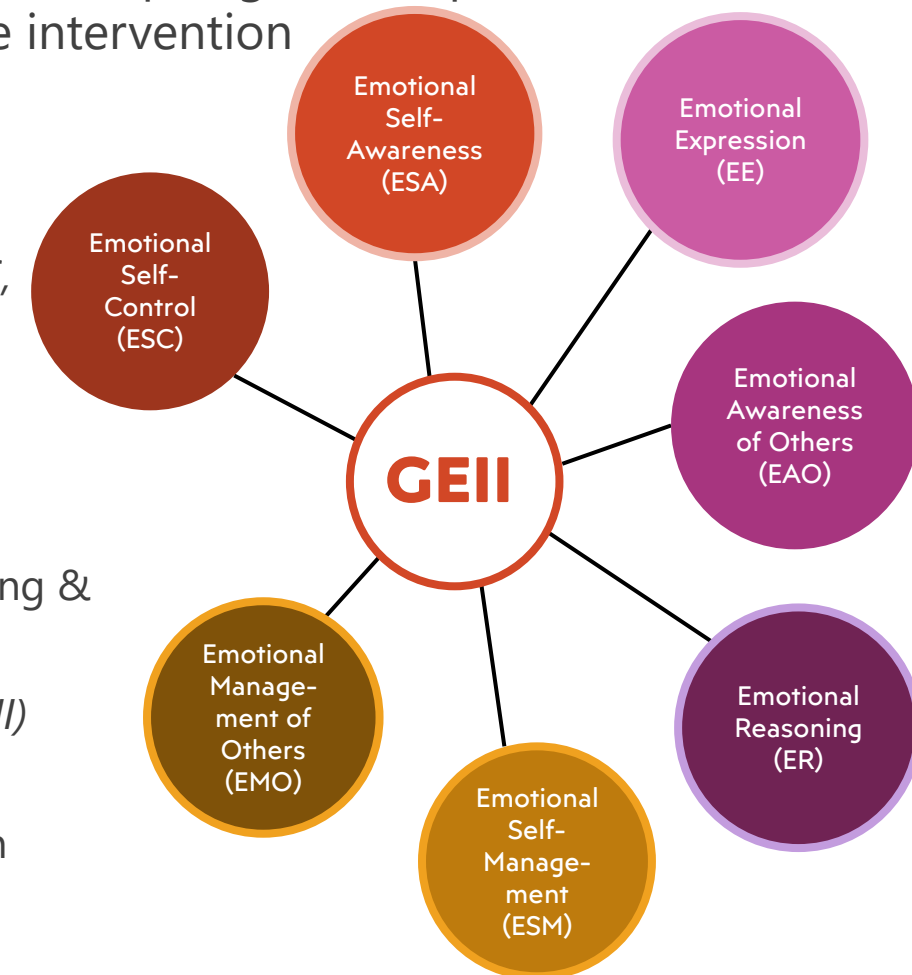 e intervention
Emotional
Self-
Awareness
(ESA)
Emotional
Expression
(EE)
Emotional
Self-
Control
(ESC)
Emotional
Awareness
of Others
(EAO)
GEII
ng &
Emotional
Manage-
ment of
Others
(EMO)
Emotional
Reasoning
(ER)
Emotional
Self-
Manage-
ment
(ESM)